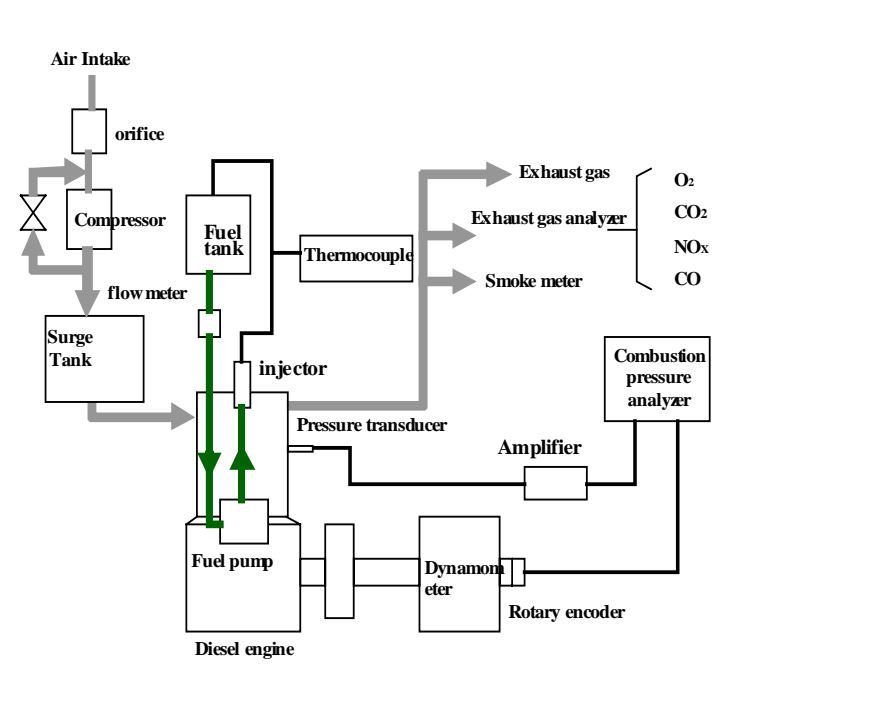 Air Intake
orifice
Compressor
flow meter
Surge
Tank
Fuel
tank
Thermocouple
injector
Exhaust gas
Exhaust gas analyzer
Smoke meter
O2
CO2
NOx
CO
Combustion
pressure
analyzer
Pressure transducer
Amplifier
Fuel pump
Dynamom
eter
Rotary encoder
Diesel engine